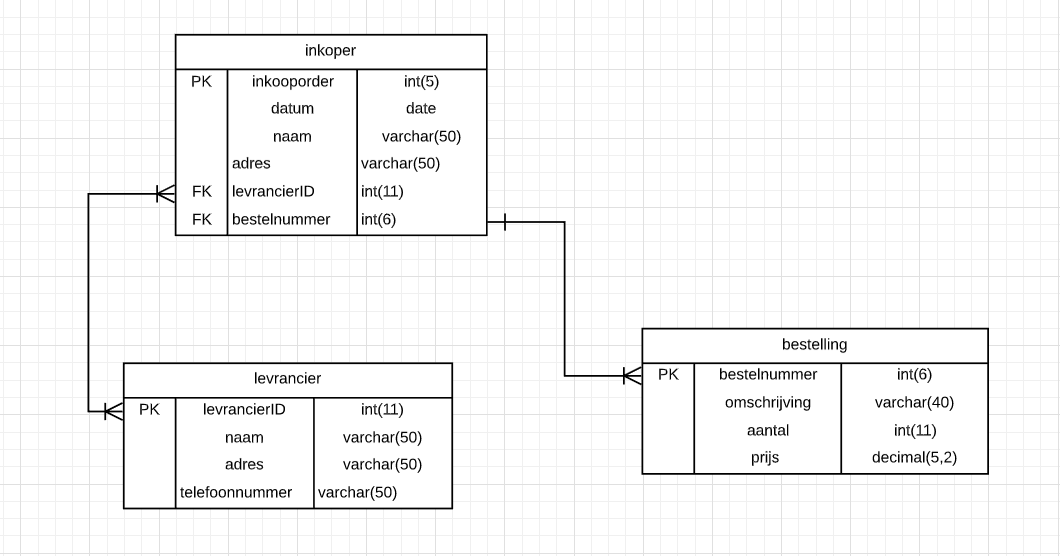 inkoper
PK inkooporder int(5)
datum date
naam varchar(50)
adres varchar(50)
FK levrancierID int(11)
FK bestelnummer int(6)
bestelling
PK bestelnummer int(6)
omschrijving varchar(40)
aantal int(11)
prijs decimal(5,2)
levrancier
PK levrancierID int(11)
naam varchar(50)
adres varchar(50)
telefoonnummer varchar(50)